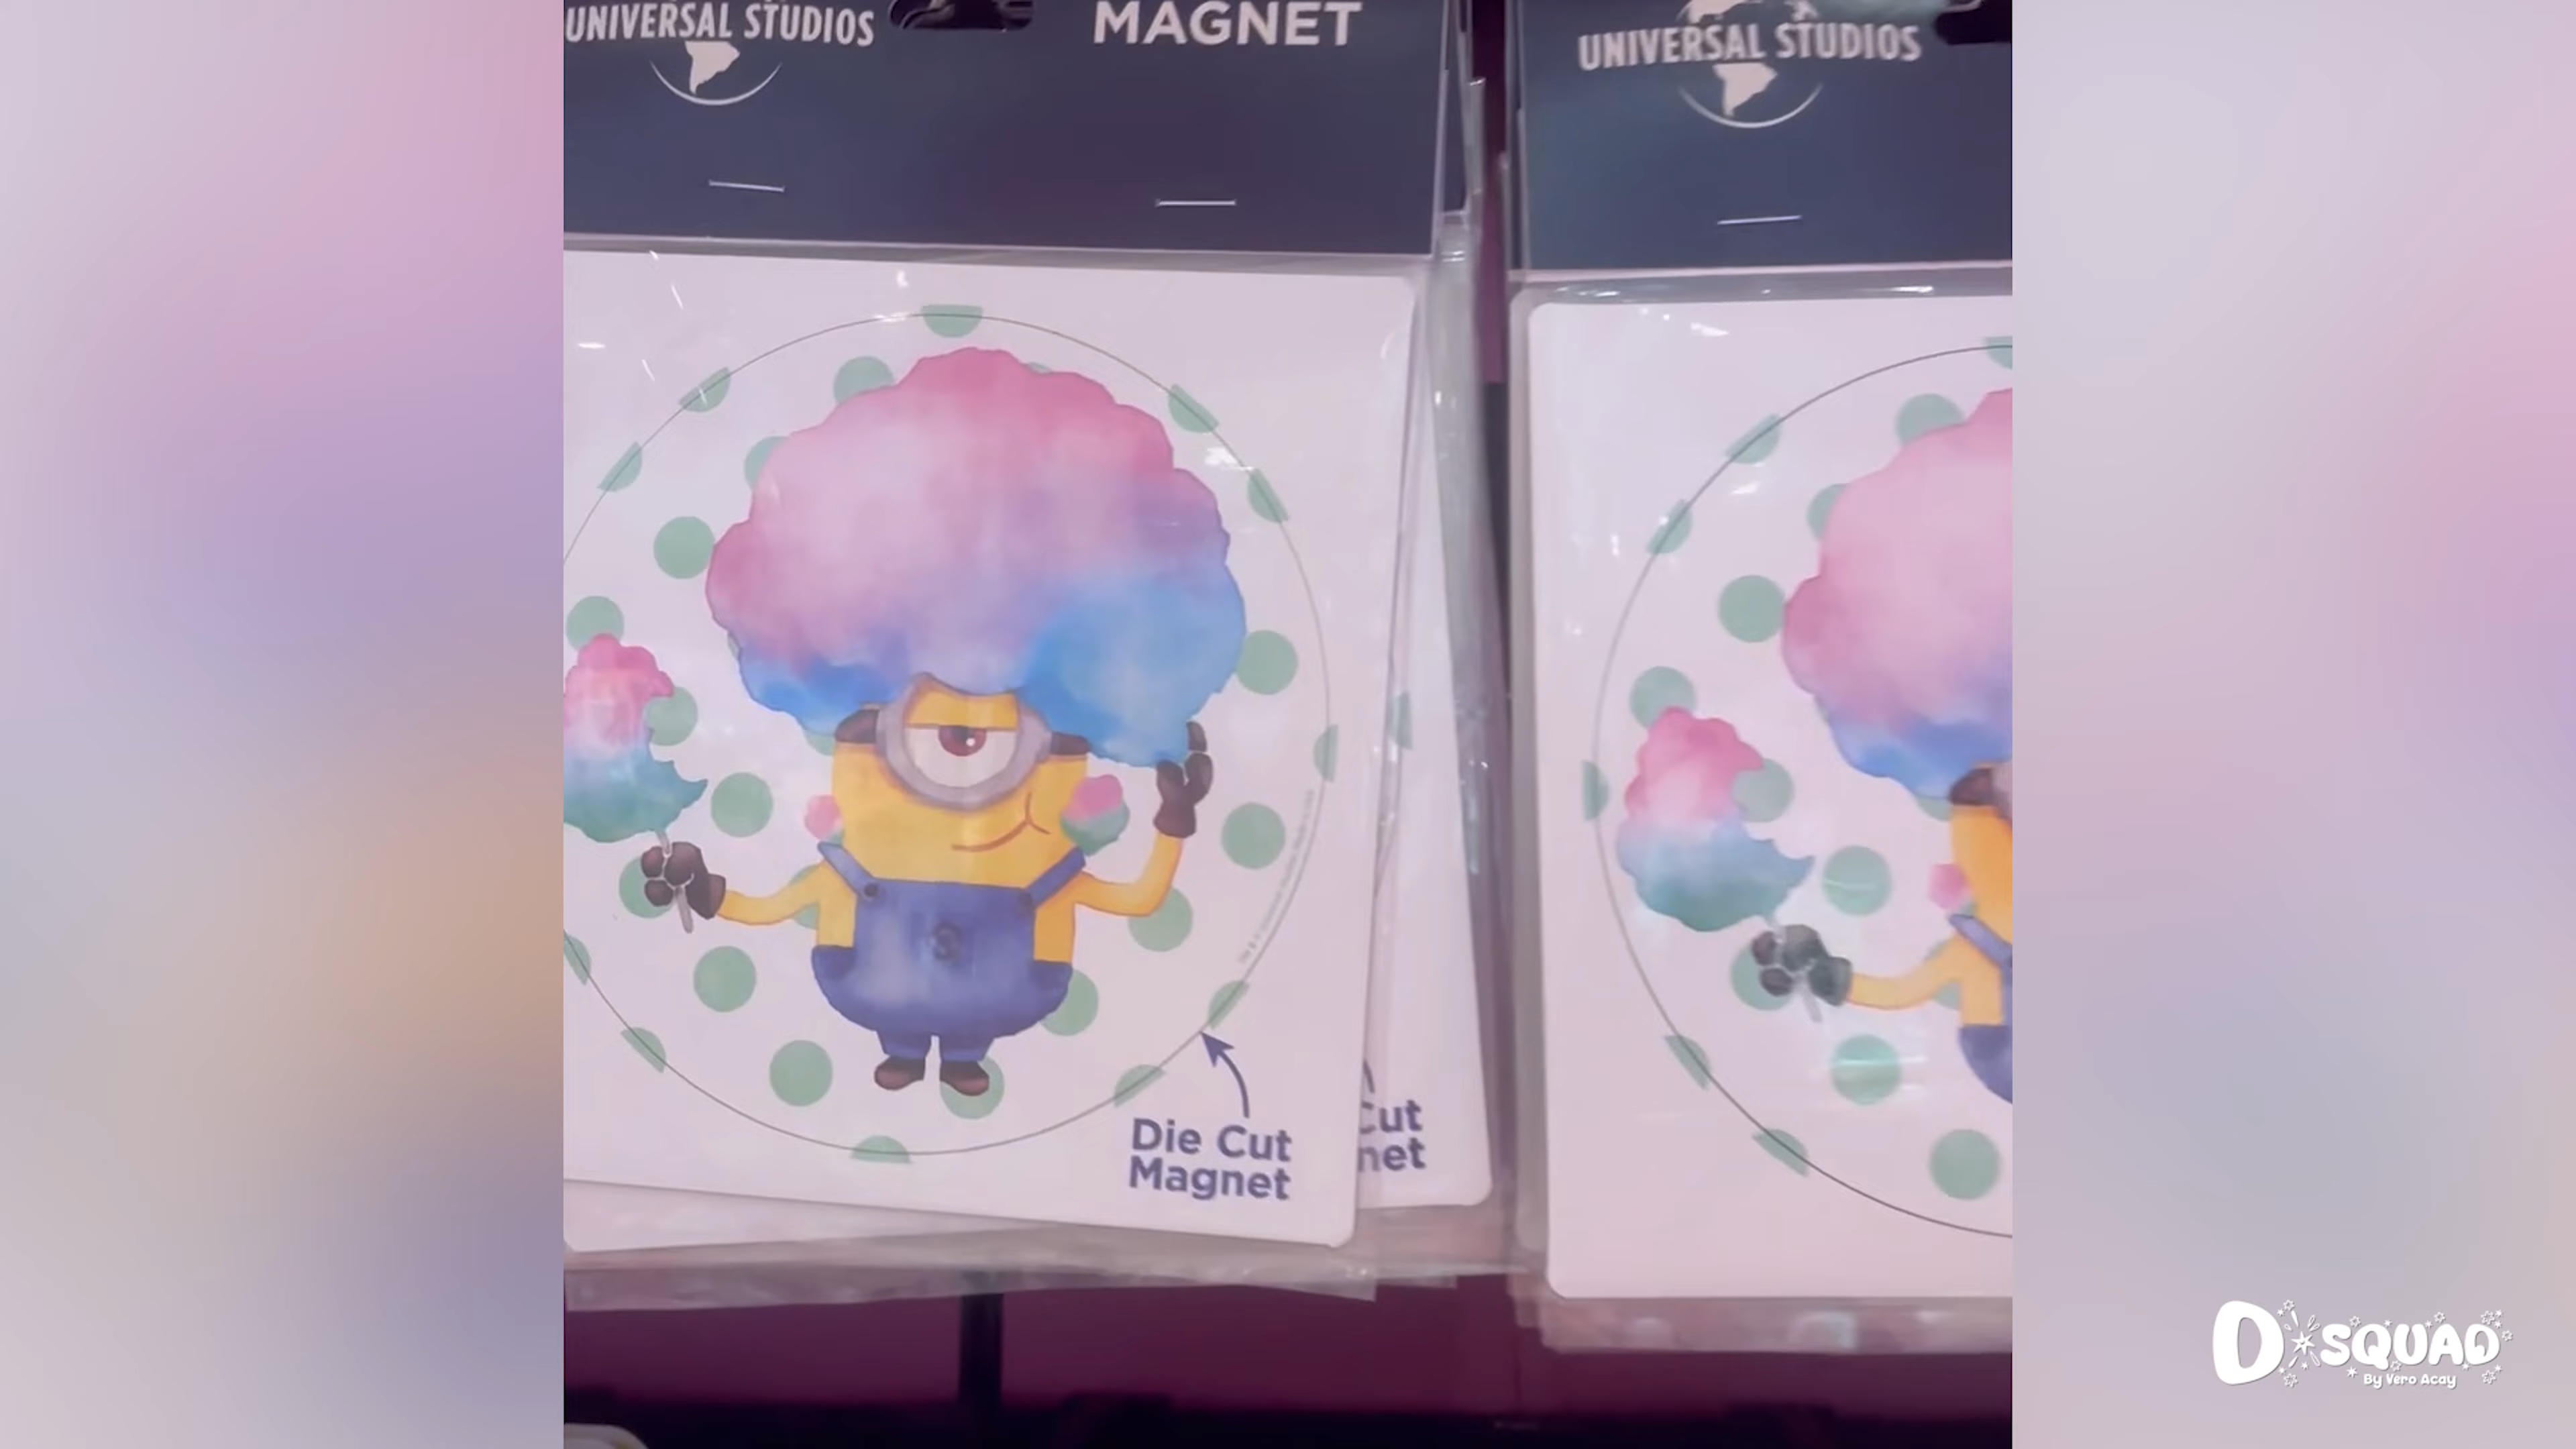 UNIVERSAL STUDIOS
MAGNET
UNIVERSAL STUDIOS
Die Cut
Magnet
Cut
net
D SQUAD
By Vero Acay